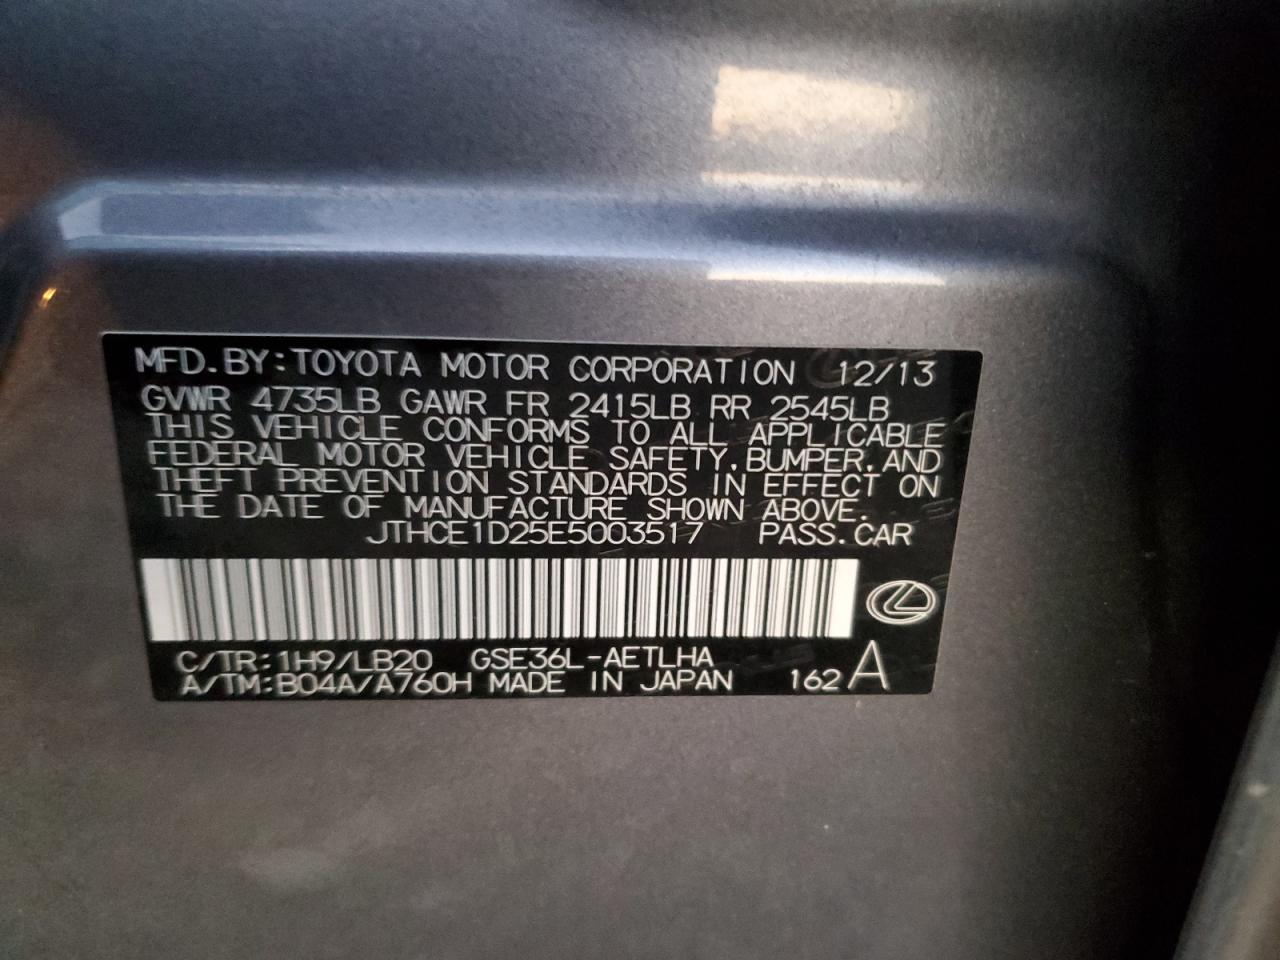 MFD.BY:TOYOTA MOTOR CORPORATION 12/13
GVWR 4735LB GAWR FR 2415LB RR 2545LB
THIS VEHICLE CONFORMS TO ALL APPLICABLE
FEDERAL MOTOR VEHICLE SAFETY,BUMPER,AND
THEFT PREVENTION STANDARDS IN EFFECT ON
THE DATE OF MANUFACTURE SHOWN ABOVE.
JTHCE1D25E5003517 PASS.CAR
C/TR:1H9/LB20 GSE36L-AETLHA
A/TM:B04A/A760H MADE IN JAPAN 162 A